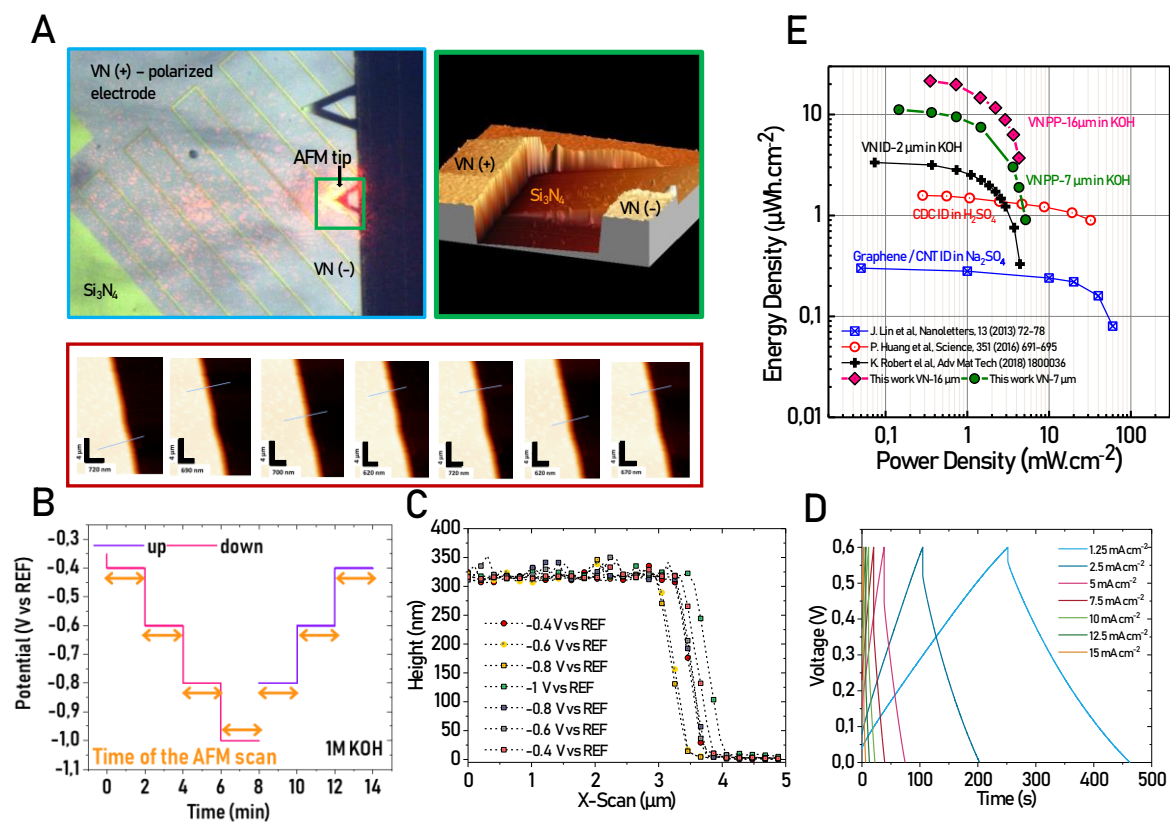 A
VN (+) – polarized
electrode
AFM tip
VN (-)
Si₃N₄
VN (+)
Si₃N₄
VN (-)
4 µm
720 nm
4 µm
690 nm
4 µm
700 nm
4 µm
620 nm
4 µm
720 nm
4 µm
620 nm
4 µm
670 nm
B
Potential (V vs REF)
-0,3
-0,4
-0,5
-0,6
-0,7
-0,8
-0,9
-1,0
-1,1
up
down
Time of the AFM scan
1M KOH
0 2 4 6 8 10 12 14
Time (min)
C
Height (nm)
400
350
300
250
200
150
100
50
0
-0.4 V vs REF
-0.6 V vs REF
-0.8 V vs REF
-1 V vs REF
-0.8 V vs REF
-0.6 V vs REF
-0.4 V vs REF
0 1 2 3 4 5
X-Scan (µm)
E
Energy Density (µWh.cm⁻²)
10
1
0,1
0,01
VN PP-16µm in KOH
VN ID-2 µm in KOH
VN PP-7 µm in KOH
CDC ID in H₂SO₄
Graphene / CNT ID in Na₂SO₄
J. Lin et al, Nanoletters, 13 (2013) 72-78
P. Huang et al, Science, 351 (2016) 691-695
K. Robert et al, Adv Mat Tech (2018) 1800036
This work VN-16 µm
This work VN-7 µm
0,1 1 10 100
Power Density (mW.cm⁻²)
D
Voltage (V)
0,6
0,5
0,4
0,3
0,2
0,1
0,0
1.25 mA cm⁻²
2.5 mA cm⁻²
5 mA cm⁻²
7.5 mA cm⁻²
10 mA cm⁻²
12.5 mA cm⁻²
15 mA cm⁻²
0 100 200 300 400 500
Time (s)